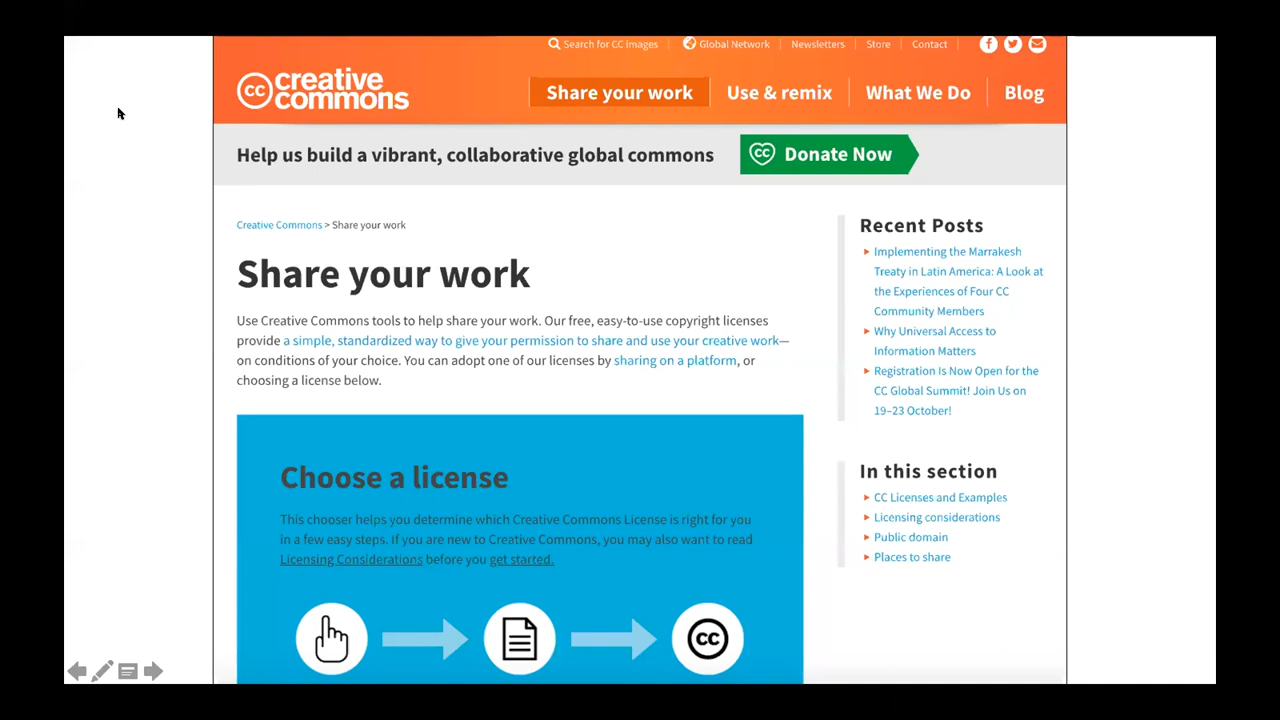 Search for CC Images
Global Network
Newsletters
Store
Contact
cc creative commons
Share your work
Use & remix
What We Do
Blog
Help us build a vibrant, collaborative global commons
cc Donate Now
Creative Commons > Share your work
Share your work
Use Creative Commons tools to help share your work. Our free, easy-to-use copyright licenses
provide a simple, standardized way to give your permission to share and use your creative work—
on conditions of your choice. You can adopt one of our licenses by sharing on a platform, or
choosing a license below.
Choose a license
This chooser helps you determine which Creative Commons License is right for you
in a few easy steps. If you are new to Creative Commons, you may also want to read
Licensing Considerations before you get started.
cc
Recent Posts
Implementing the Marrakesh
Treaty in Latin America: A Look at
the Experiences of Four CC
Community Members
Why Universal Access to
Information Matters
Registration Is Now Open for the
CC Global Summit! Join Us on
19–23 October!
In this section
CC Licenses and Examples
Licensing considerations
Public domain
Places to share